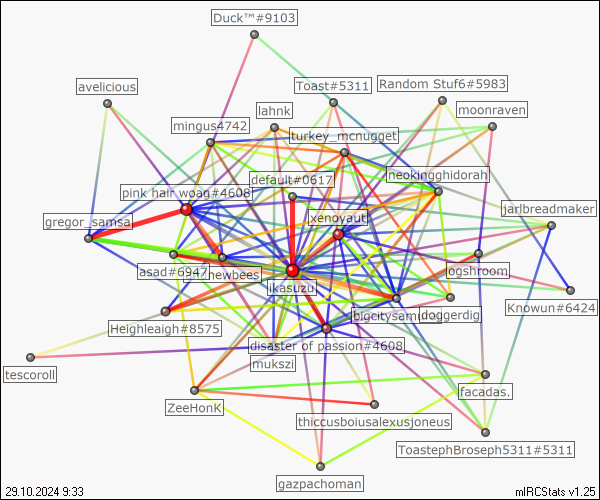 Duck™#9103
avelicious
Toast#5311
Random Stuf6#5983
lahnk
moonraven
mingus4742
turkey_mcnugget
default#0617
neokingghidorah
pink hair woag#4608
gregor_samsa
xenoyaut
jarlbreadmaker
asad#6947
newbees
ikasuzu
ogshroom
Knowun#6424
bigcitysamid
doggerdig
Heighleaigh#8575
disaster of passion#4608
mukszi
tescoroll
facadas.
ZeeHonK
thiccusboiusalexusjoneus
ToastephBroseph5311#5311
gazpachoman
29.10.2024 9:33
mIRCStats v1.25